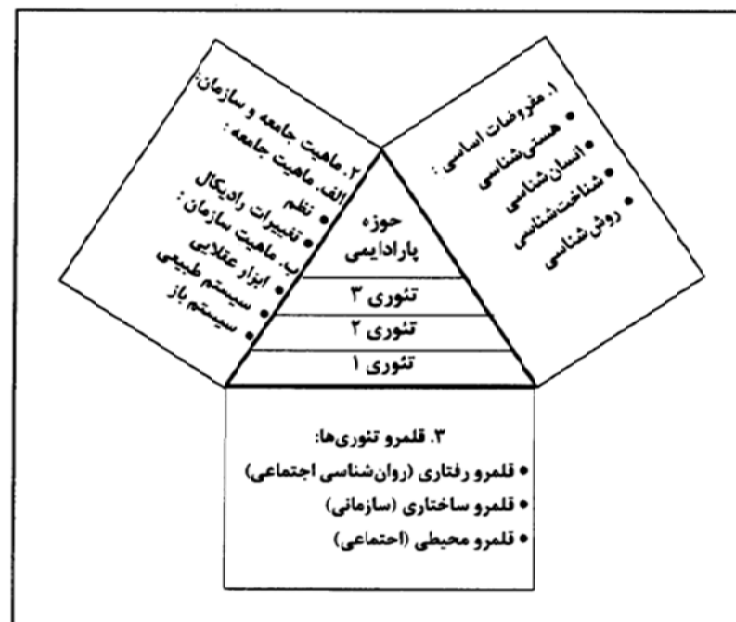 ۱. مفروضات اساسی :
• هستی‌شناسی
• انسان‌شناسی
• شناخت‌شناسی
• روش‌شناسی
۲. ماهیت جامعه و سازمان:
الف. ماهیت جامعه :
• نظم
• تغییرات رادیکال
ب. ماهیت سازمان :
• ابزار عقلایی
• سیستم طبیعی
• سیستم باز
حوزه
پارادایمی
تئوری ۳
تئوری ۲
تئوری ۱
۳. قلمرو تئوری‌ها:
• قلمرو رفتاری (روان‌شناسی اجتماعی)
• قلمرو ساختاری (سازمانی)
• قلمرو محیطی (اجتماعی)